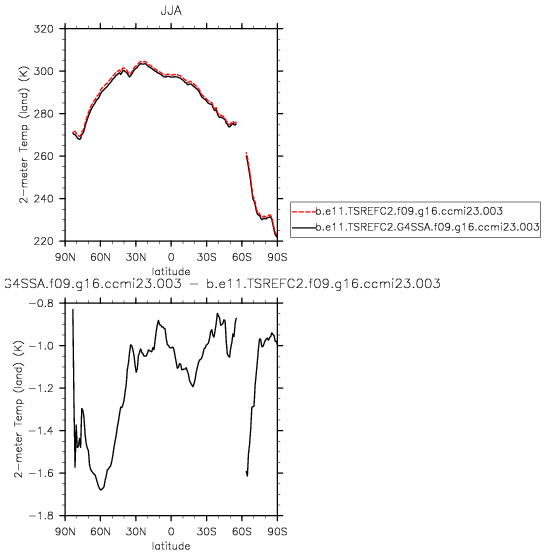 JJA
320
300
280
260
240
220
2-meter Temp (land) (K)
90N 60N 30N 0 30S 60S 90S
latitude
b.e11.TSREFC2.f09.g16.ccmi23.003
b.e11.TSREFC2.G4SSA.f09.g16.ccmi23.003
G4SSA.f09.g16.ccmi23.003 - b.e11.TSREFC2.f09.g16.ccmi23.003
-0.8
-1.0
-1.2
-1.4
-1.6
-1.8
2-meter Temp (land) (K)
90N 60N 30N 0 30S 60S 90S
latitude